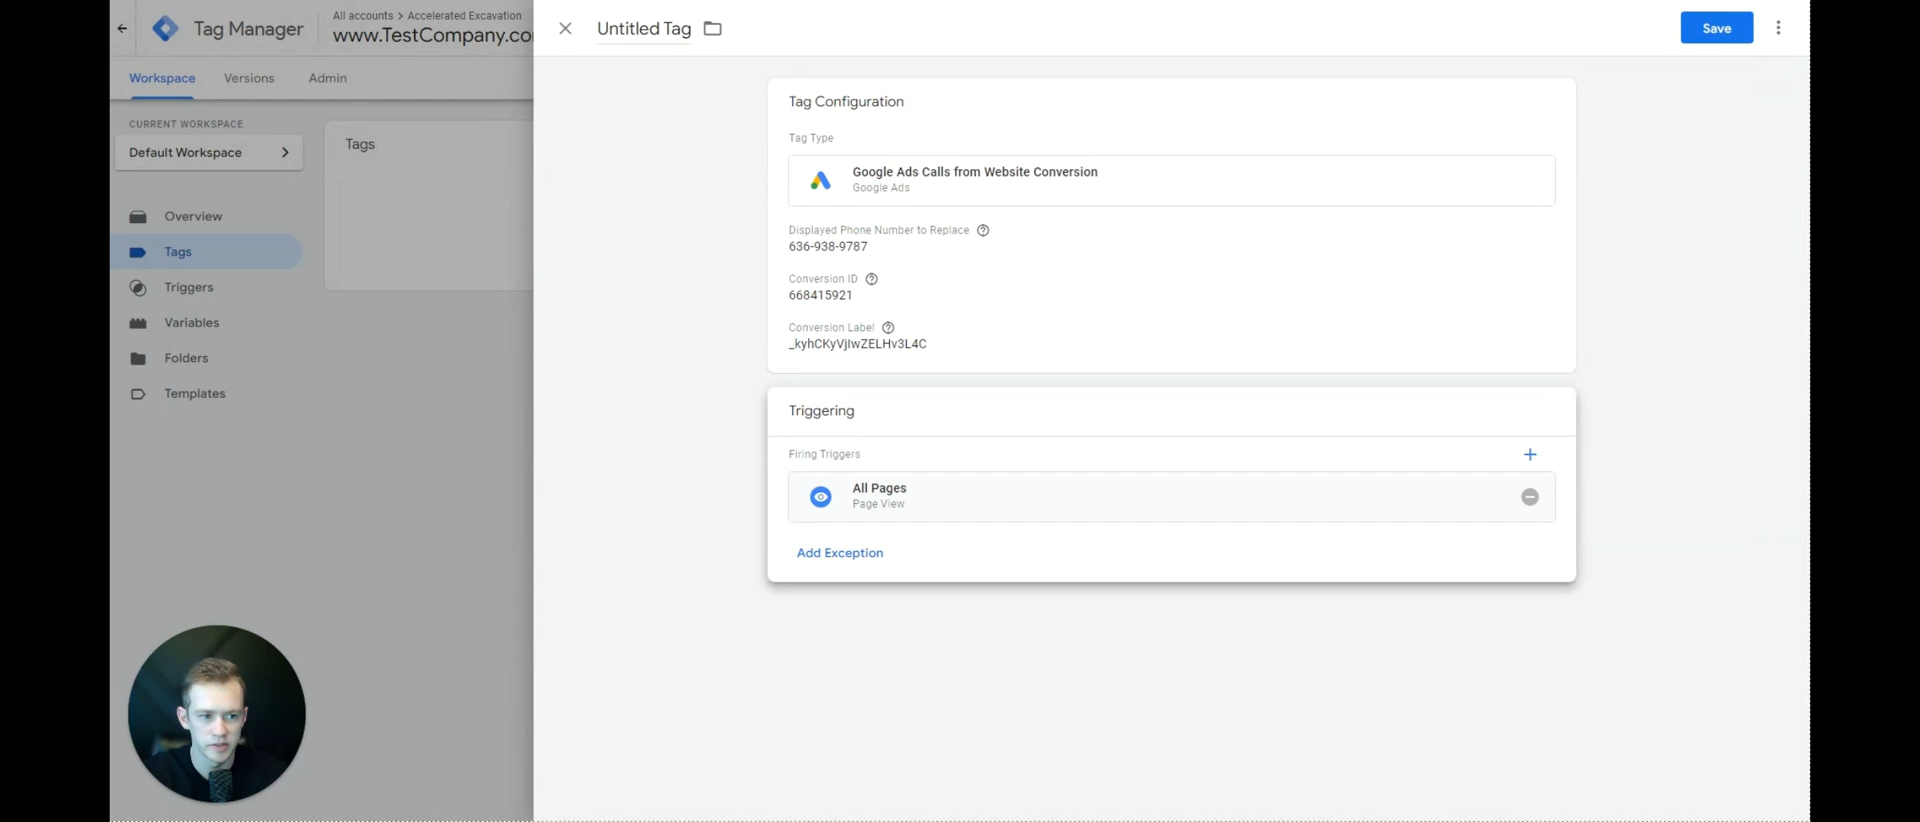 Tag Manager
All accounts > Accelerated Excavation
www.TestCompany.co
Untitled Tag
Save
Workspace
Versions
Admin
CURRENT WORKSPACE
Default Workspace
Tags
Overview
Tags
Triggers
Variables
Folders
Templates
Tag Configuration
Tag Type
Google Ads Calls from Website Conversion
Google Ads
Displayed Phone Number to Replace
636-938-9787
Conversion ID
668415921
Conversion Label
_kyhCKyVjIwZELHv3L4C
Triggering
Firing Triggers
All Pages
Page View
Add Exception